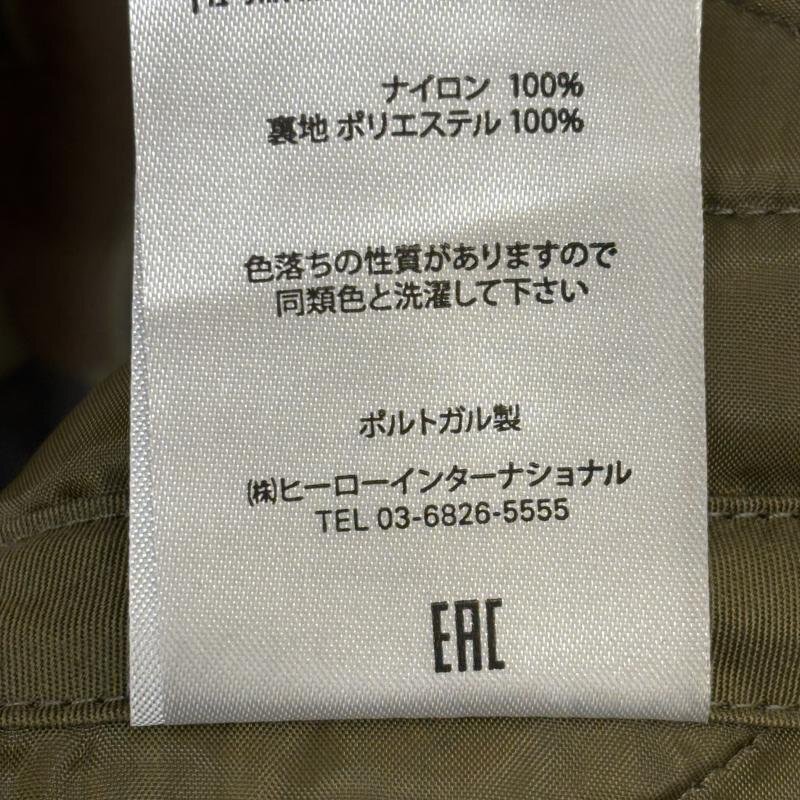 ナイロン 100%
裏地 ポリエステル 100%
色落ちの性質がありますので
同類色と洗濯して下さい
ポルトガル製
㈱ヒーローインターナショナル
TEL 03-6826-5555
EAC